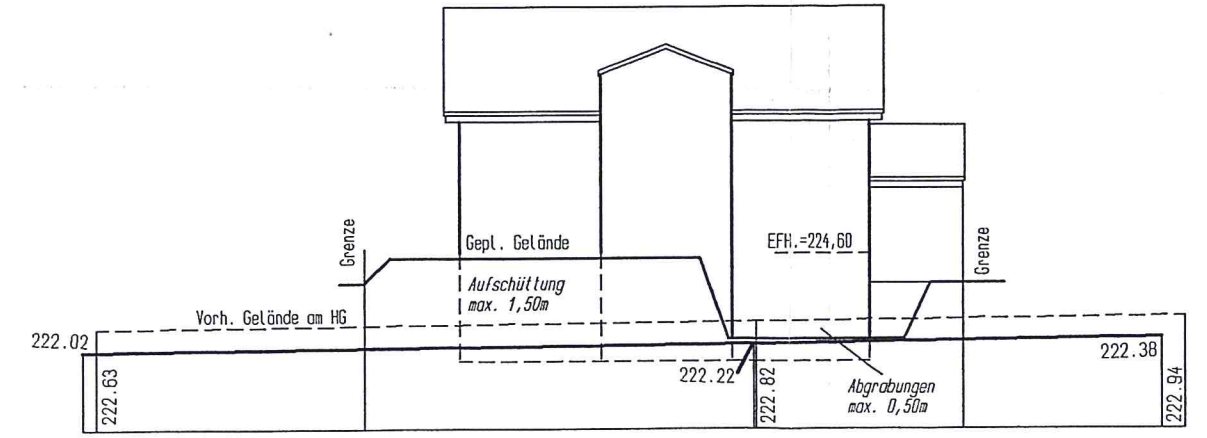 Grenze
Gepl. Gelände
EFH.=224,60
Grenze
Aufschüttung
max. 1,50m
Vorh. Gelände am HG
222.02
222.38
222.63
222.22
222.82
Abgrabungen
max. 0,50m
222.94